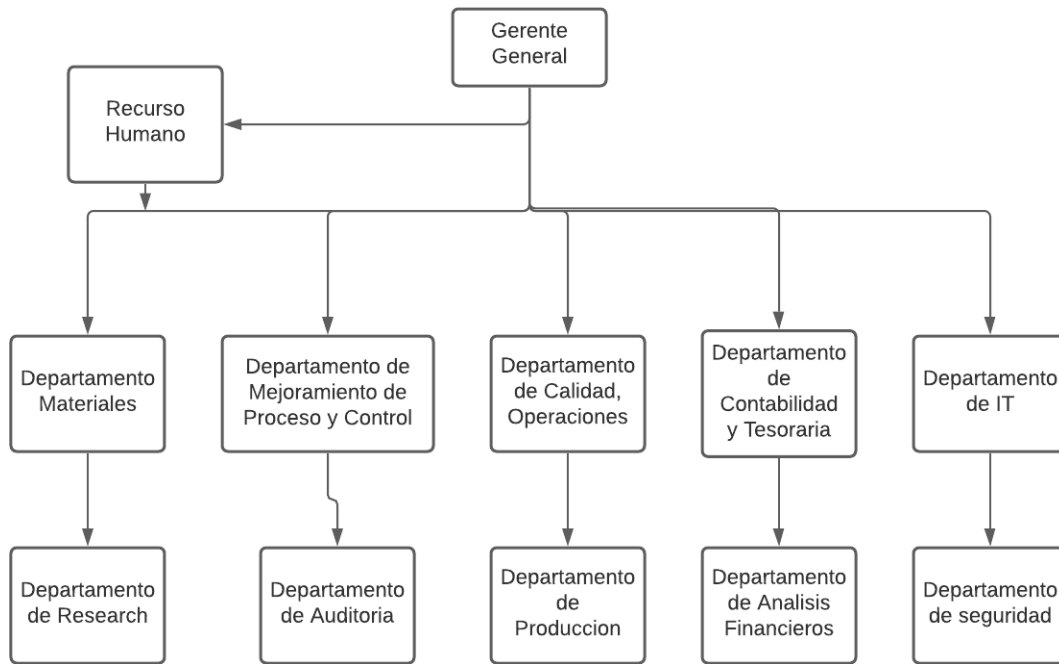 Gerente
General
Recurso
Humano
Departamento
Materiales
Departamento de
Mejoramiento de
Proceso y Control
Departamento
de Calidad,
Operaciones
Departamento
de
Contabilidad
y Tesoraria
Departamento
de IT
Departamento
de Research
Departamento
de Auditoria
Departamento
de
Produccion
Departamento
de Analisis
Financieros
Departamento
de seguridad